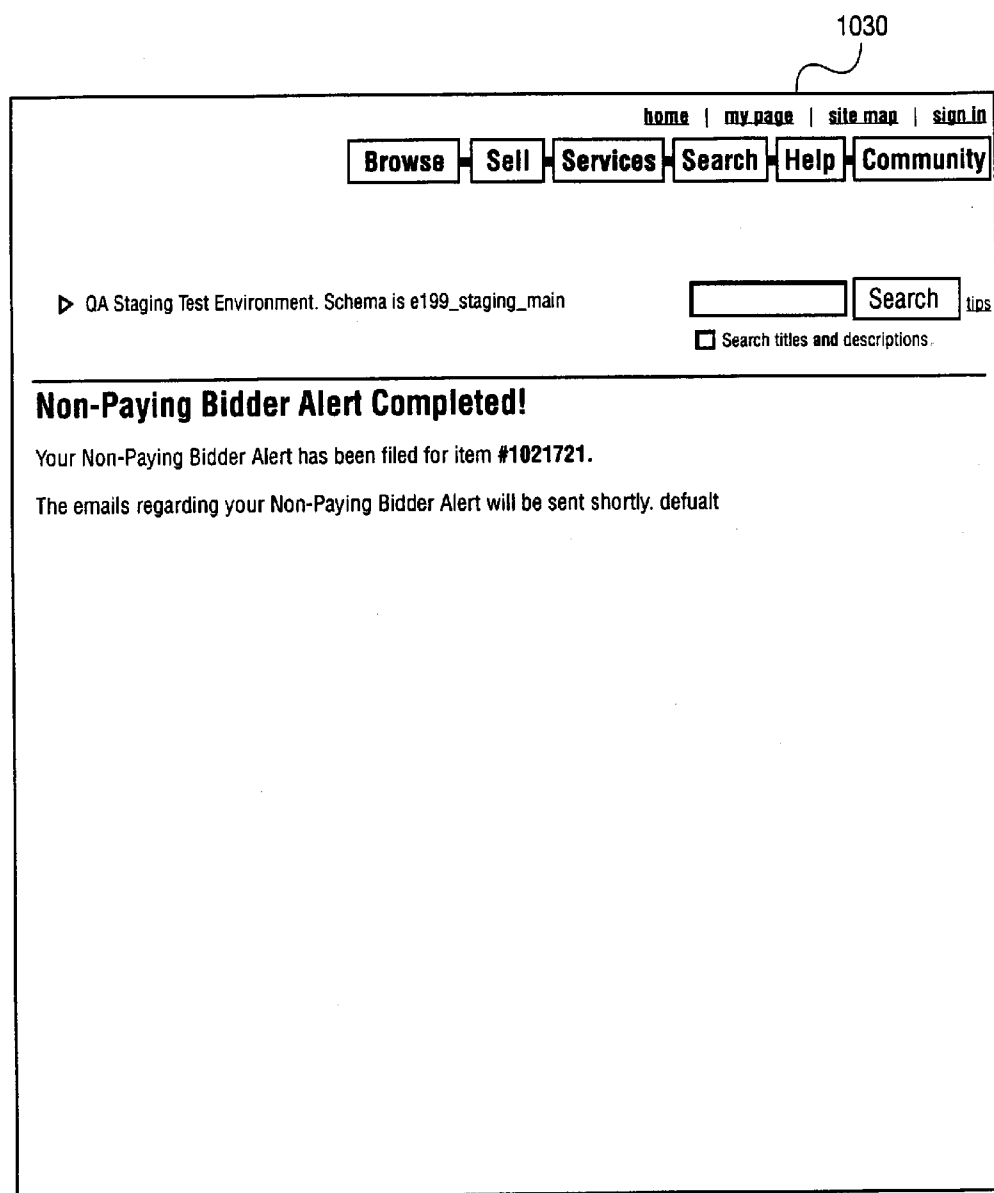 1030
home | my page | site map | sign in
Browse Sell Services Search Help Community
QA Staging Test Environment. Schema is e199_staging_main Search tips
Search titles and descriptions.
Non-Paying Bidder Alert Completed!
Your Non-Paying Bidder Alert has been filed for item #1021721.
The emails regarding your Non-Paying Bidder Alert will be sent shortly. defualt